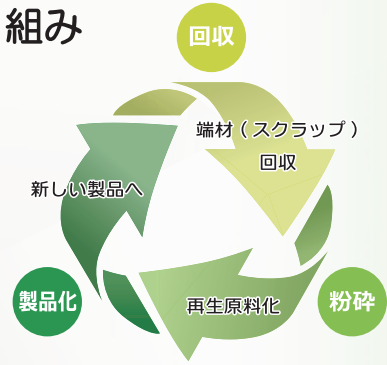 組み
回収
端材(スクラップ)
回収
新しい製品へ
製品化
再生原料化
粉砕